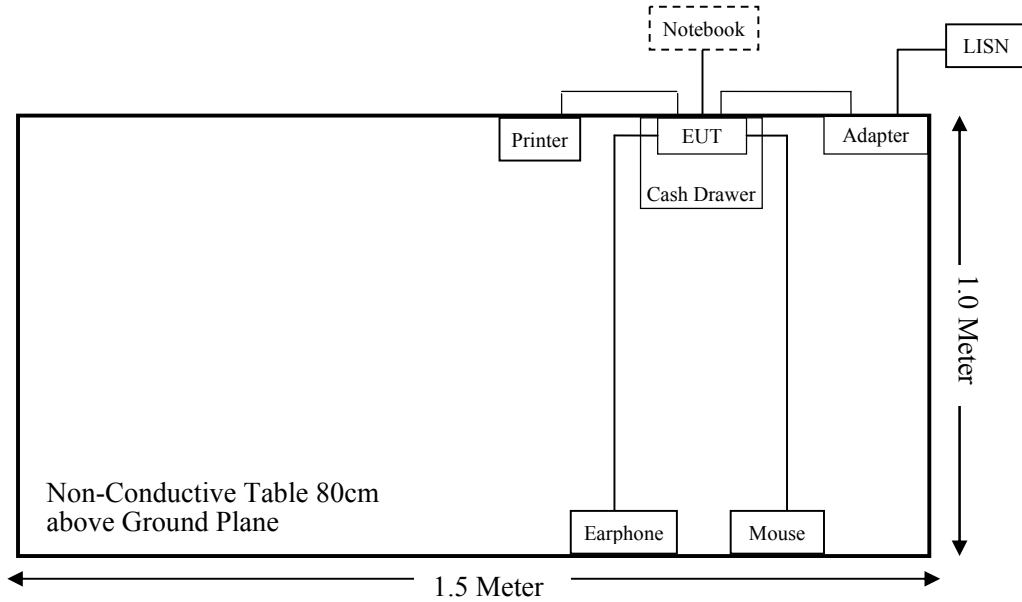 Notebook
LISN
Printer
EUT
Adapter
Cash Drawer
1.0 Meter
Non-Conductive Table 80cm
above Ground Plane
Earphone
Mouse
1.5 Meter